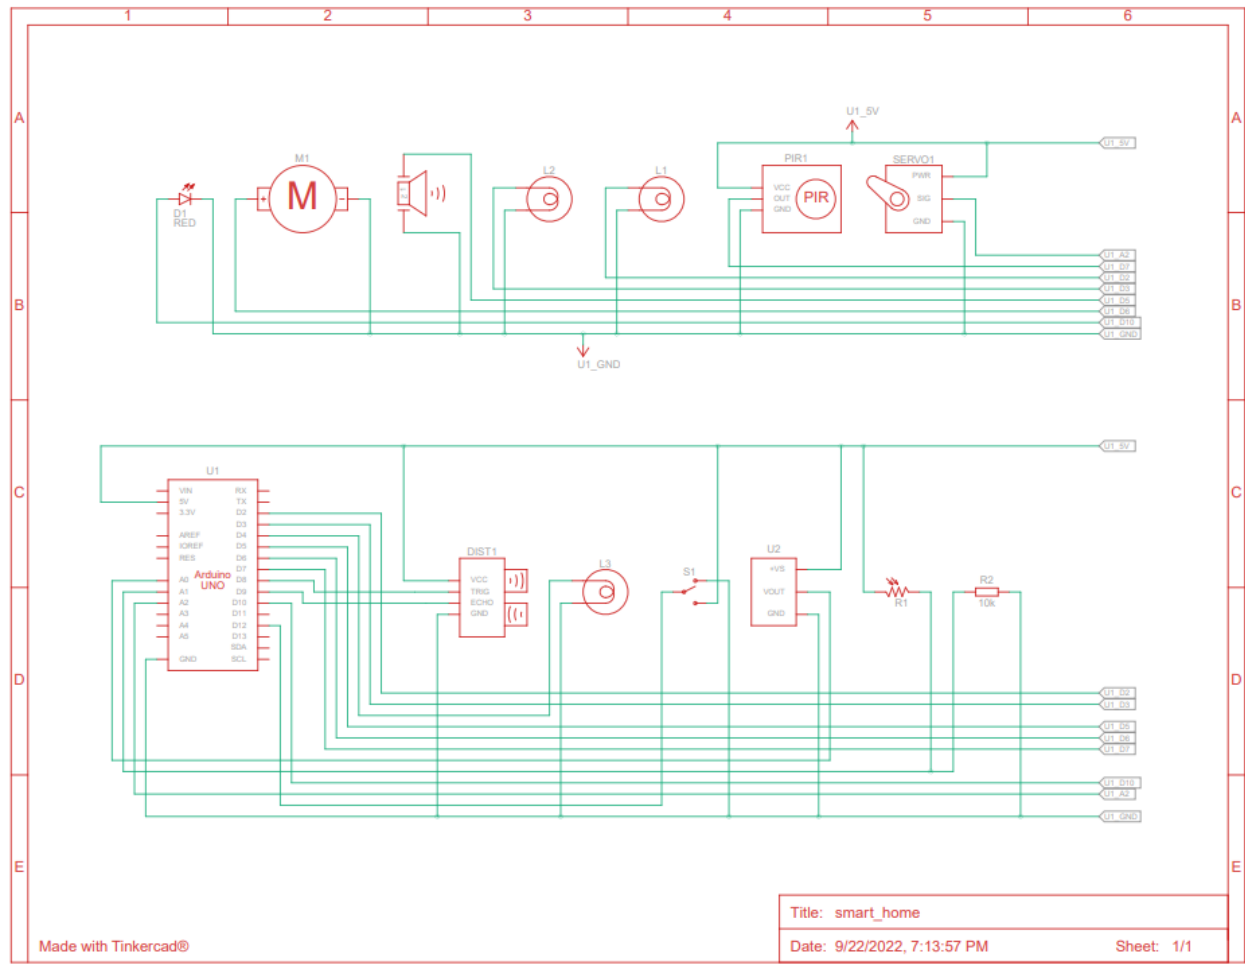 1 2 3 4 5 6
A A
U1_5V
U1_5V
M1
L2
L1
PIR1
SERVO1
M
+
-
D1
RED
VCC
OUT
GND
PIR
PWR
SIG
GND
B B
U1_A2
U1_D7
U1_D2
U1_D3
U1_D5
U1_D6
U1_D10
U1_GND
U1_GND
U1_5V
C C
U1
VIN RX
5V TX
3.3V D2
D3
AREF D4
IOREF D5
RES D6
D7
A0 D8
A1 D9
A2 D10
A3 D11
A4 D12
A5 D13
SDA
GND SCL
Arduino
UNO
DIST1
VCC
TRIG
ECHO
GND
L3
S1
U2
+VS
VOUT
GND
R1
R2
10k
D D
U1_D2
U1_D3
U1_D5
U1_D6
U1_D7
U1_D10
U1_A2
U1_GND
E E
Title: smart_home
Made with Tinkercad®
Date: 9/22/2022, 7:13:57 PM Sheet: 1/1